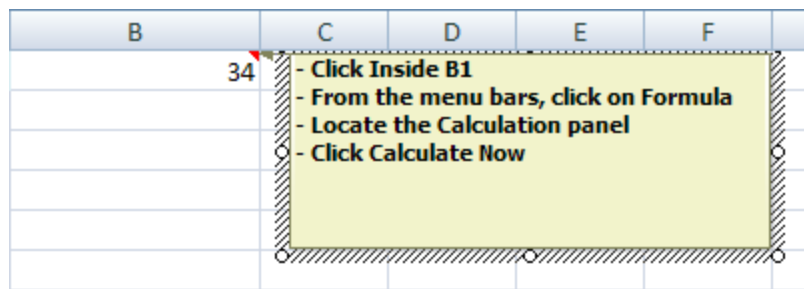 B C D E F
34
- Click Inside B1
- From the menu bars, click on Formula
- Locate the Calculation panel
- Click Calculate Now